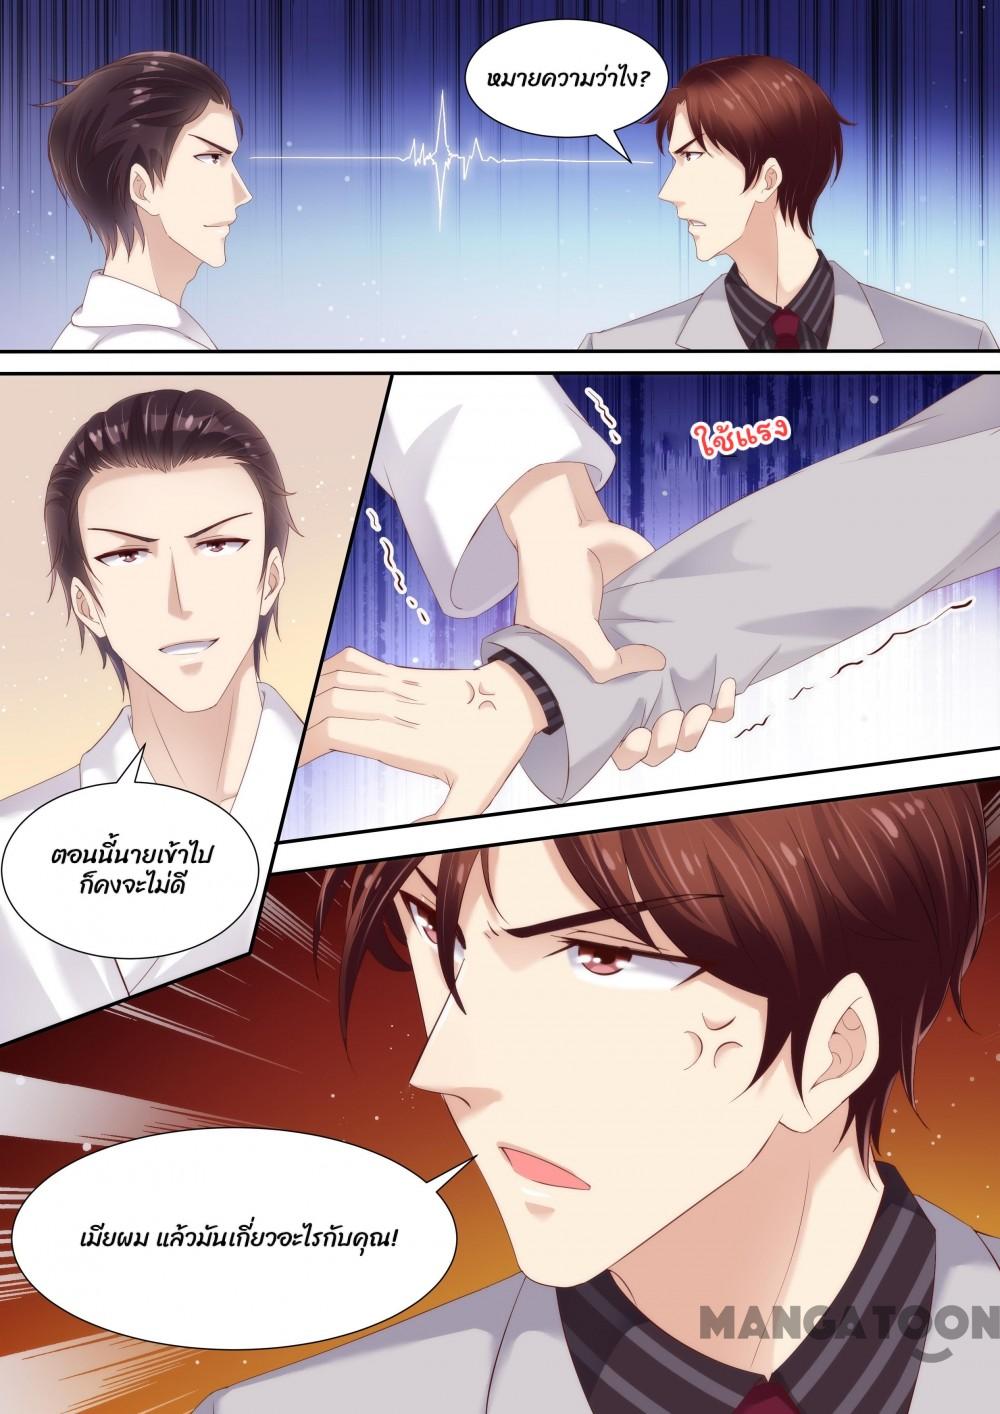 หมายความว่าไง?
ใช้แรง
ตอนนี้นายเข้าไป
ก็คงจะไม่ดี
เมียผม แล้วมันเกี่ยวอะไรกับคุณ!
MANGATOON